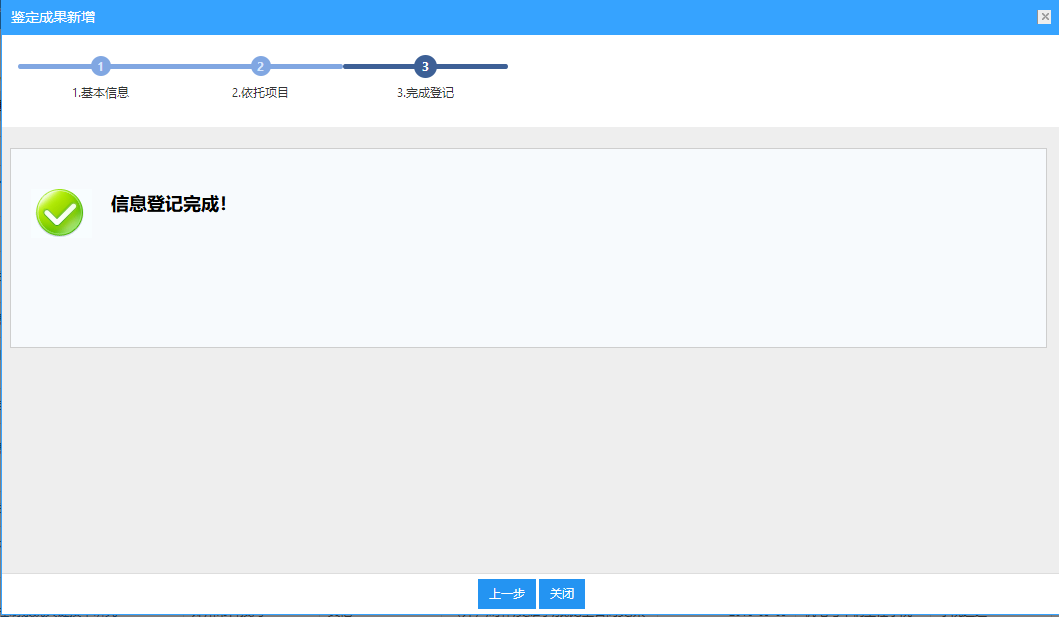 鉴定成果新增
1
2
3
1.基本信息
2.依托项目
3.完成登记
信息登记完成！
上一步
关闭